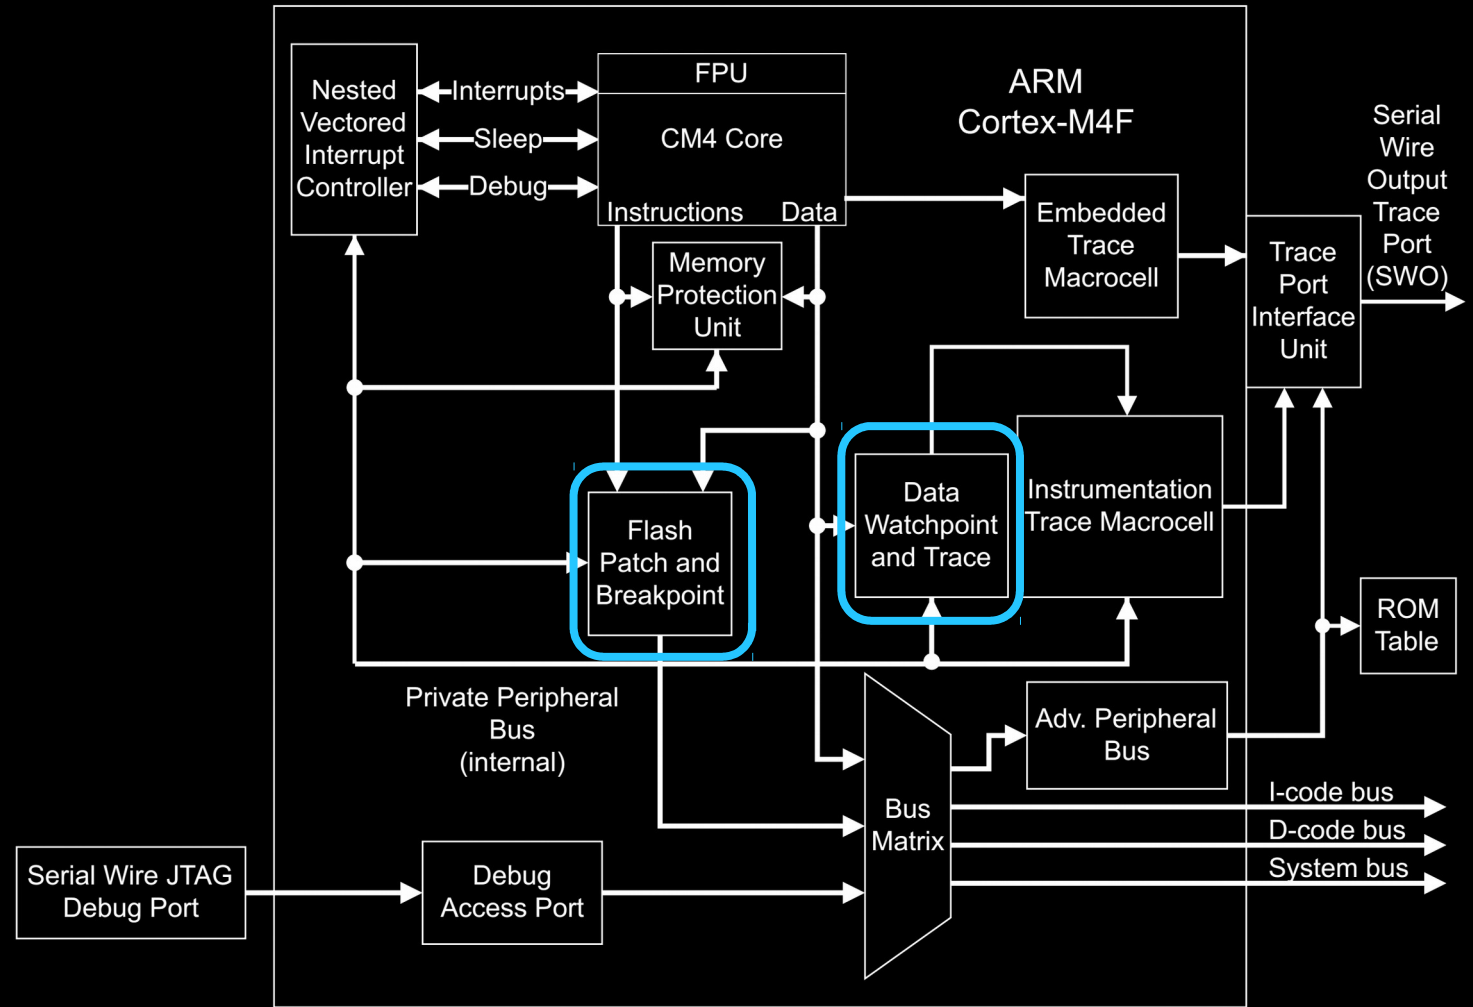 FPU
ARM
Cortex-M4F
Nested
Vectored
Interrupt
Controller
Interrupts
Sleep
Debug
CM4 Core
Instructions
Data
Serial
Wire
Output
Trace
Port
(SWO)
Embedded
Trace
Macrocell
Trace
Port
Interface
Unit
Memory
Protection
Unit
Flash
Patch and
Breakpoint
Data
Watchpoint
and Trace
Instrumentation
Trace Macrocell
ROM
Table
Private Peripheral
Bus
(internal)
Adv. Peripheral
Bus
Bus
Matrix
I-code bus
D-code bus
System bus
Serial Wire JTAG
Debug Port
Debug
Access Port